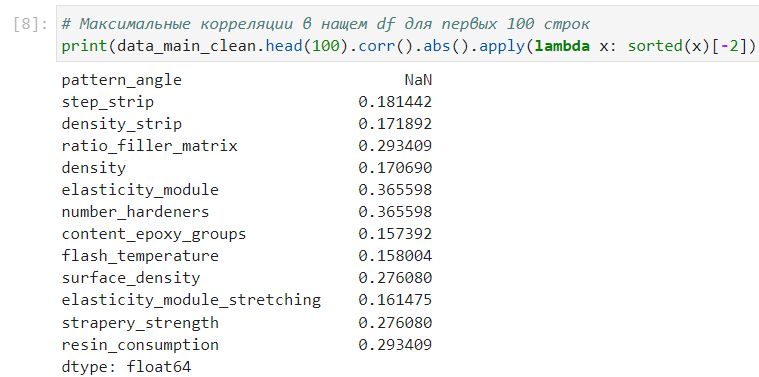 [8]: # Максимальные корреляции в нащем df для первых 100 строк
print(data_main_clean.head(100).corr().abs().apply(lambda x: sorted(x)[-2])
pattern_angle NaN
step_strip 0.181442
density_strip 0.171892
ratio_filler_matrix 0.293409
density 0.170690
elasticity_module 0.365598
number_hardeners 0.365598
content_epoxy_groups 0.157392
flash_temperature 0.158004
surface_density 0.276080
elasticity_module_stretching 0.161475
strapery_strength 0.276080
resin_consumption 0.293409
dtype: float64